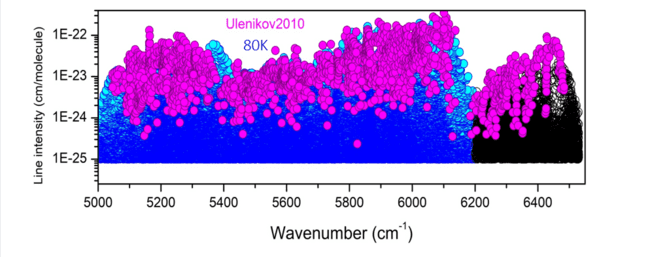 Ulenikov2010
80K
Line intensity (cm/molecule)
1E-22
1E-23
1E-24
1E-25
5000 5200 5400 5600 5800 6000 6200 6400
Wavenumber (cm⁻¹)